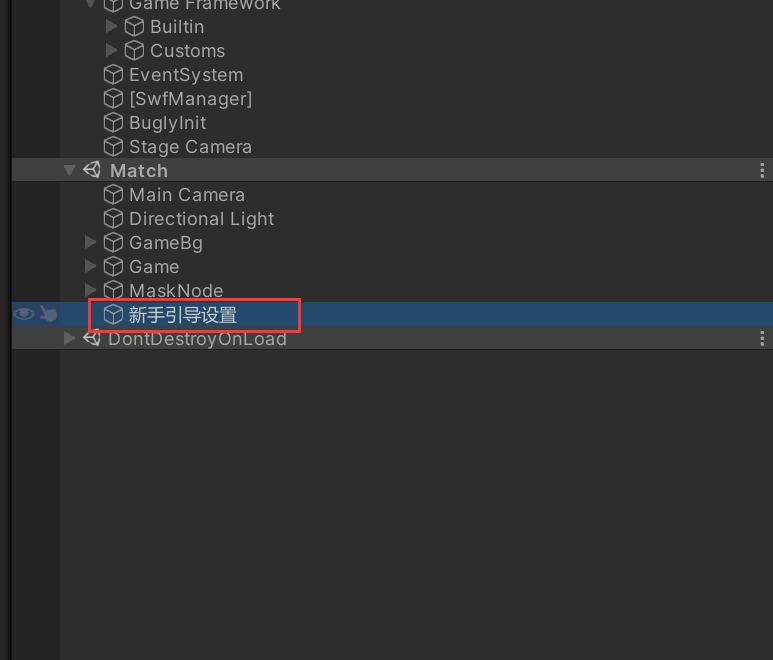 Game Framework
Builtin
Customs
EventSystem
[SwfManager]
BuglyInit
Stage Camera
Match
Main Camera
Directional Light
GameBg
Game
MaskNode
新手引导设置
DontDestroyOnLoad